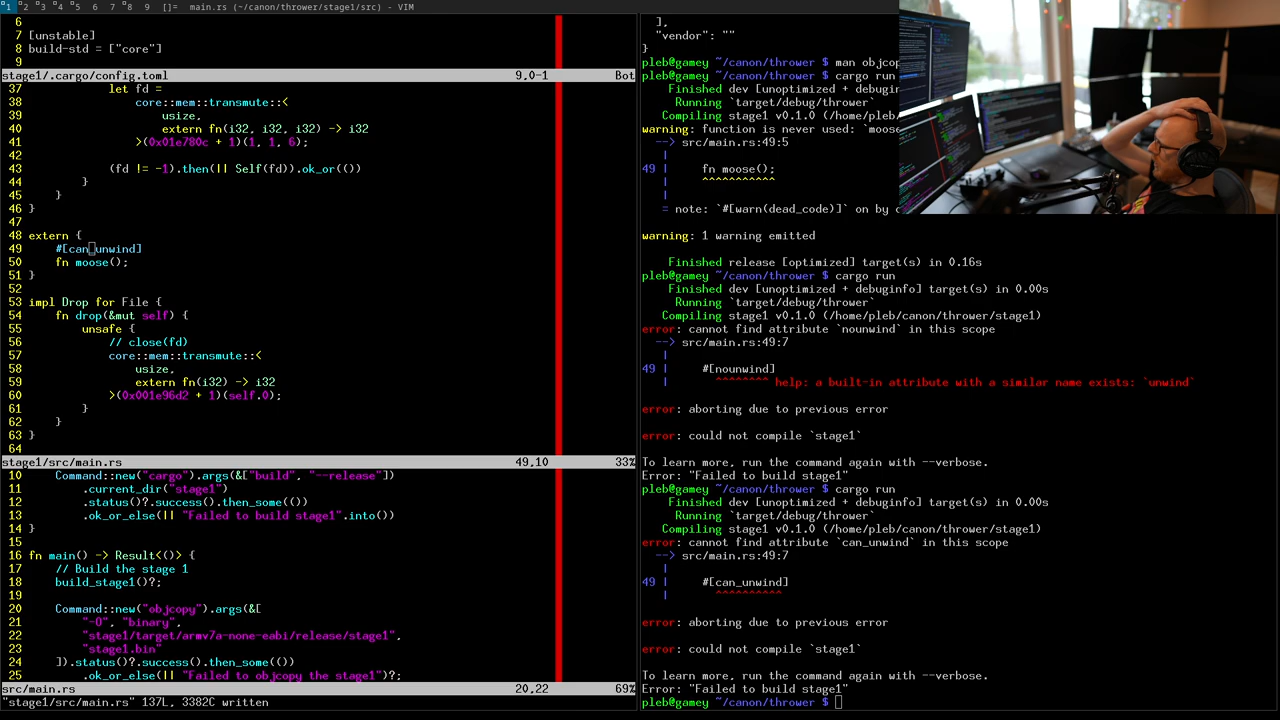 1 2 3 4 5 6 7 8 9 []= main.rs (~/canon/thrower/stage1/src) - VIM
6
7 [unstable]
8 build-std = ["core"]
9
stage1/.cargo/config.toml 9,0-1 Bot
37 let fd =
38 core::mem::transmute::<
39 usize,
40 extern fn(i32, i32, i32) -> i32
41 >(0x01e780c + 1)(1, 1, 6);
42
43 (fd != -1).then(|| Self(fd)).ok_or(())
44 }
45 }
46 }
47
48 extern {
49 #[can_unwind]
50 fn moose();
51 }
52
53 impl Drop for File {
54 fn drop(&mut self) {
55 unsafe {
56 // close(fd)
57 core::mem::transmute::<
58 usize,
59 extern fn(i32) -> i32
60 >(0x001e96d2 + 1)(self.0);
61 }
62 }
63 }
64
stage1/src/main.rs 49,10 33%
10 Command::new("cargo").args(&["build", "--release"])
11 .current_dir("stage1")
12 .status()?.success().then_some(())
13 .ok_or_else(|| "Failed to build stage1".into())
14 }
15
16 fn main() -> Result<()> {
17 // Build the stage 1
18 build_stage1()?;
19
20 Command::new("objcopy").args(&[
21 "-O", "binary",
22 "stage1/target/armv7a-none-eabi/release/stage1",
23 "stage1.bin"
24 ]).status()?.success().then_some(())
25 .ok_or_else(|| "Failed to objcopy the stage1")?;
src/main.rs 20,22 69%
"stage1/src/main.rs" 137L, 3382C written
],
"vendor": ""
}
pleb@gamey ~/canon/thrower $ man objcop
pleb@gamey ~/canon/thrower $ cargo run
Finished dev [unoptimized + debuginfo
Running `target/debug/thrower`
Compiling stage1 v0.1.0 (/home/pleb/c
warning: function is never used: `moose
--> src/main.rs:49:5
|
49 | fn moose();
| ^^^^^^^^^^^
|
= note: `#[warn(dead_code)]` on by d
warning: 1 warning emitted
Finished release [optimized] target(s) in 0.16s
pleb@gamey ~/canon/thrower $ cargo run
Finished dev [unoptimized + debuginfo] target(s) in 0.00s
Running `target/debug/thrower`
Compiling stage1 v0.1.0 (/home/pleb/canon/thrower/stage1)
error: cannot find attribute `nounwind` in this scope
--> src/main.rs:49:7
|
49 | #[nounwind]
| ^^^^^^^^ help: a built-in attribute with a similar name exists: `unwind`
error: aborting due to previous error
error: could not compile `stage1`
To learn more, run the command again with --verbose.
Error: "Failed to build stage1"
pleb@gamey ~/canon/thrower $ cargo run
Finished dev [unoptimized + debuginfo] target(s) in 0.00s
Running `target/debug/thrower`
Compiling stage1 v0.1.0 (/home/pleb/canon/thrower/stage1)
error: cannot find attribute `can_unwind` in this scope
--> src/main.rs:49:7
|
49 | #[can_unwind]
| ^^^^^^^^^^
error: aborting due to previous error
error: could not compile `stage1`
To learn more, run the command again with --verbose.
Error: "Failed to build stage1"
pleb@gamey ~/canon/thrower $